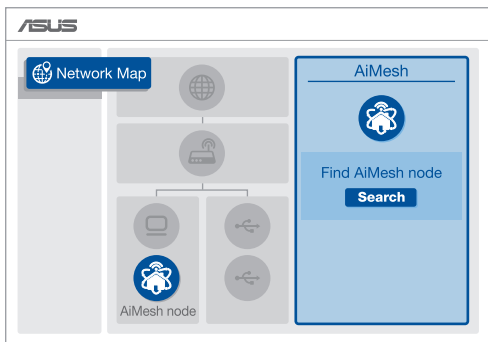 ASUS
Network Map
AiMesh
Find AiMesh node
Search
AiMesh node